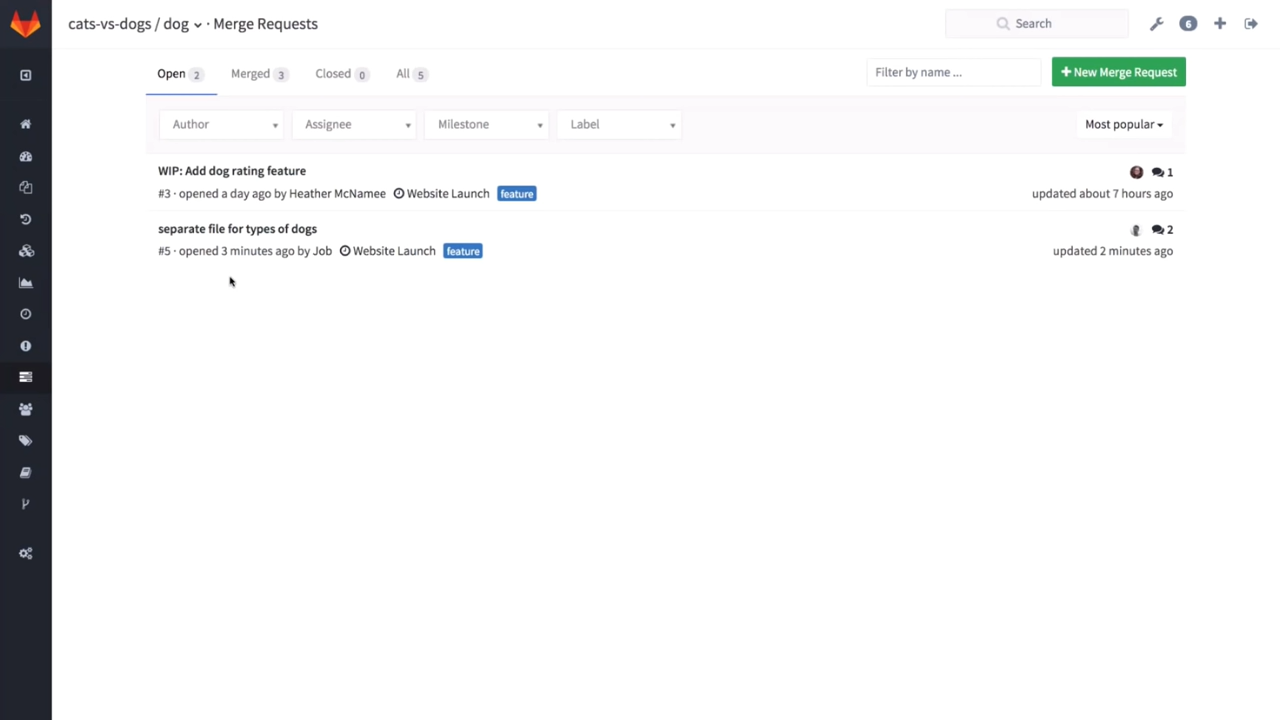 cats-vs-dogs / dog · Merge Requests
Search
6
Open 2
Merged 3
Closed 0
All 5
Filter by name ...
New Merge Request
Author
Assignee
Milestone
Label
Most popular
WIP: Add dog rating feature
1
#3 · opened a day ago by Heather McNamee Website Launch feature
updated about 7 hours ago
separate file for types of dogs
2
#5 · opened 3 minutes ago by Job Website Launch feature
updated 2 minutes ago